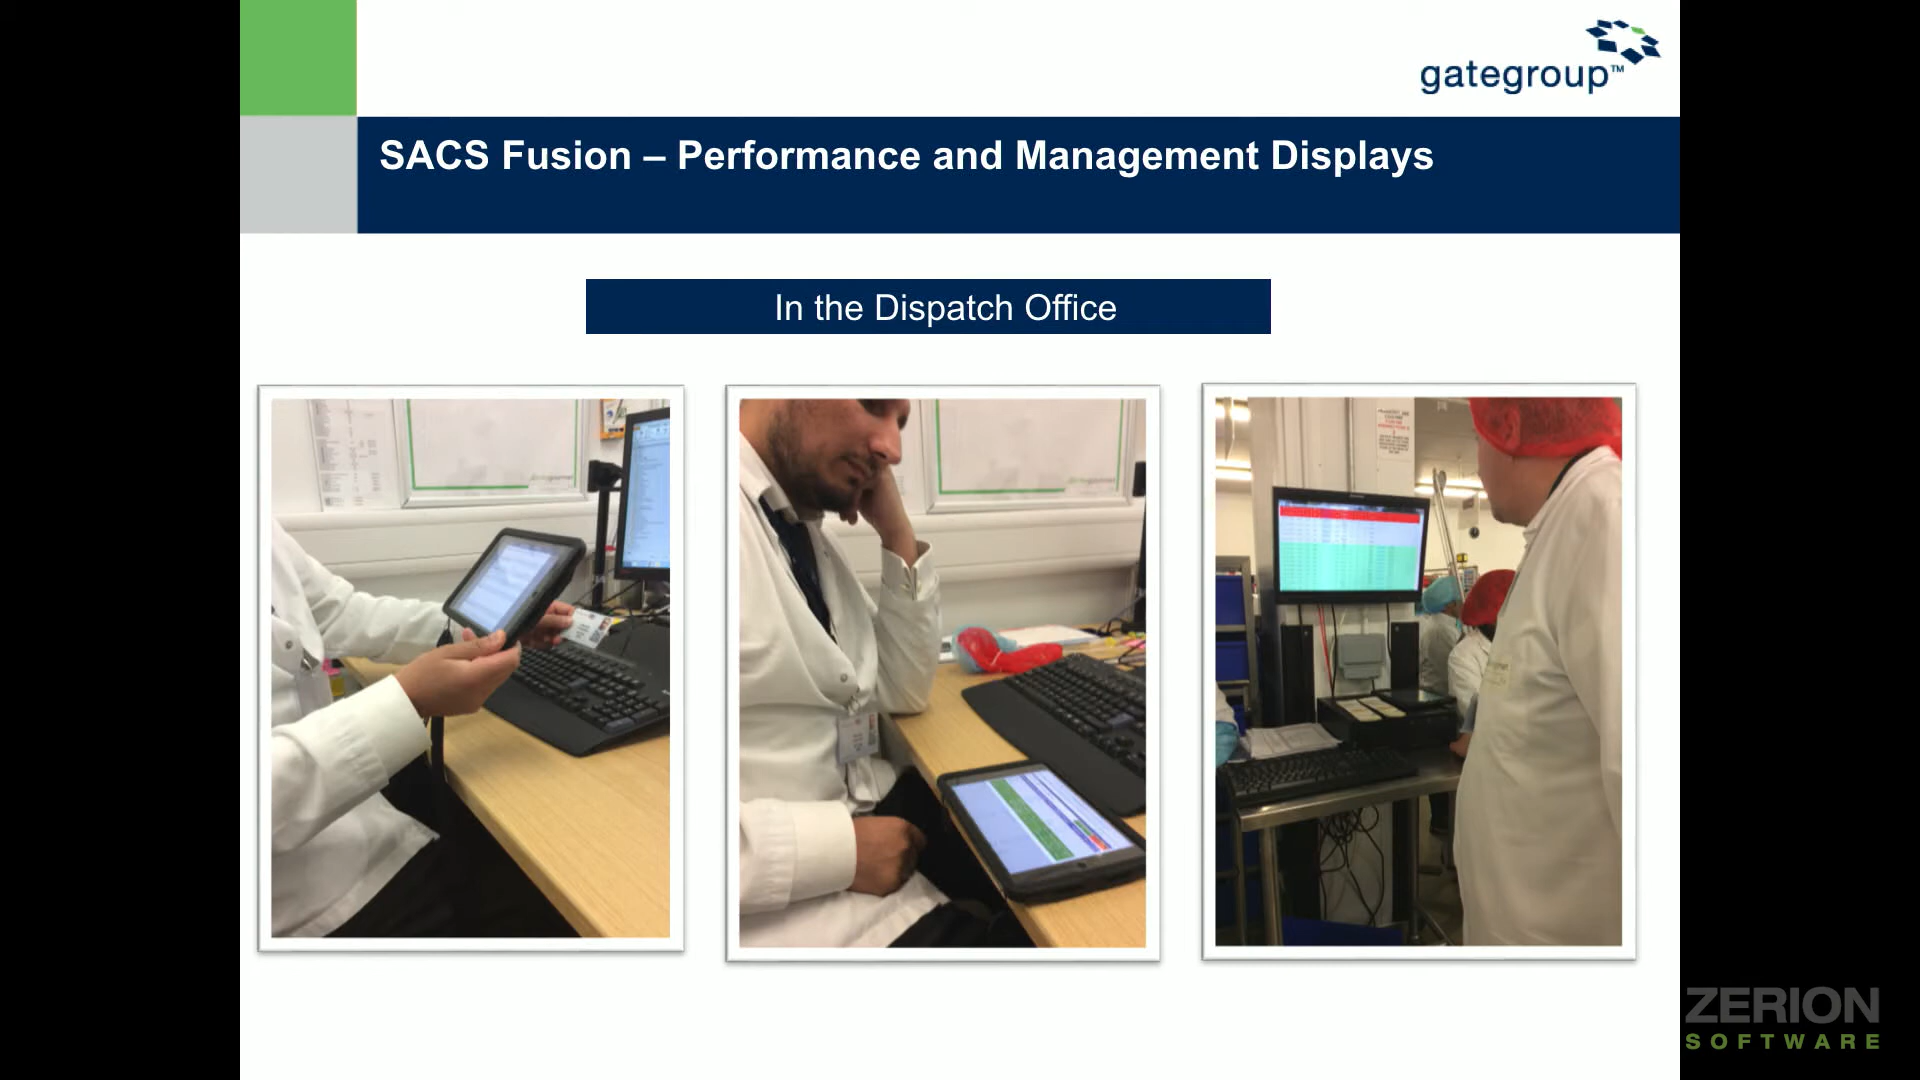 gategroup™
SACS Fusion – Performance and Management Displays
In the Dispatch Office
ZERION
SOFTWARE